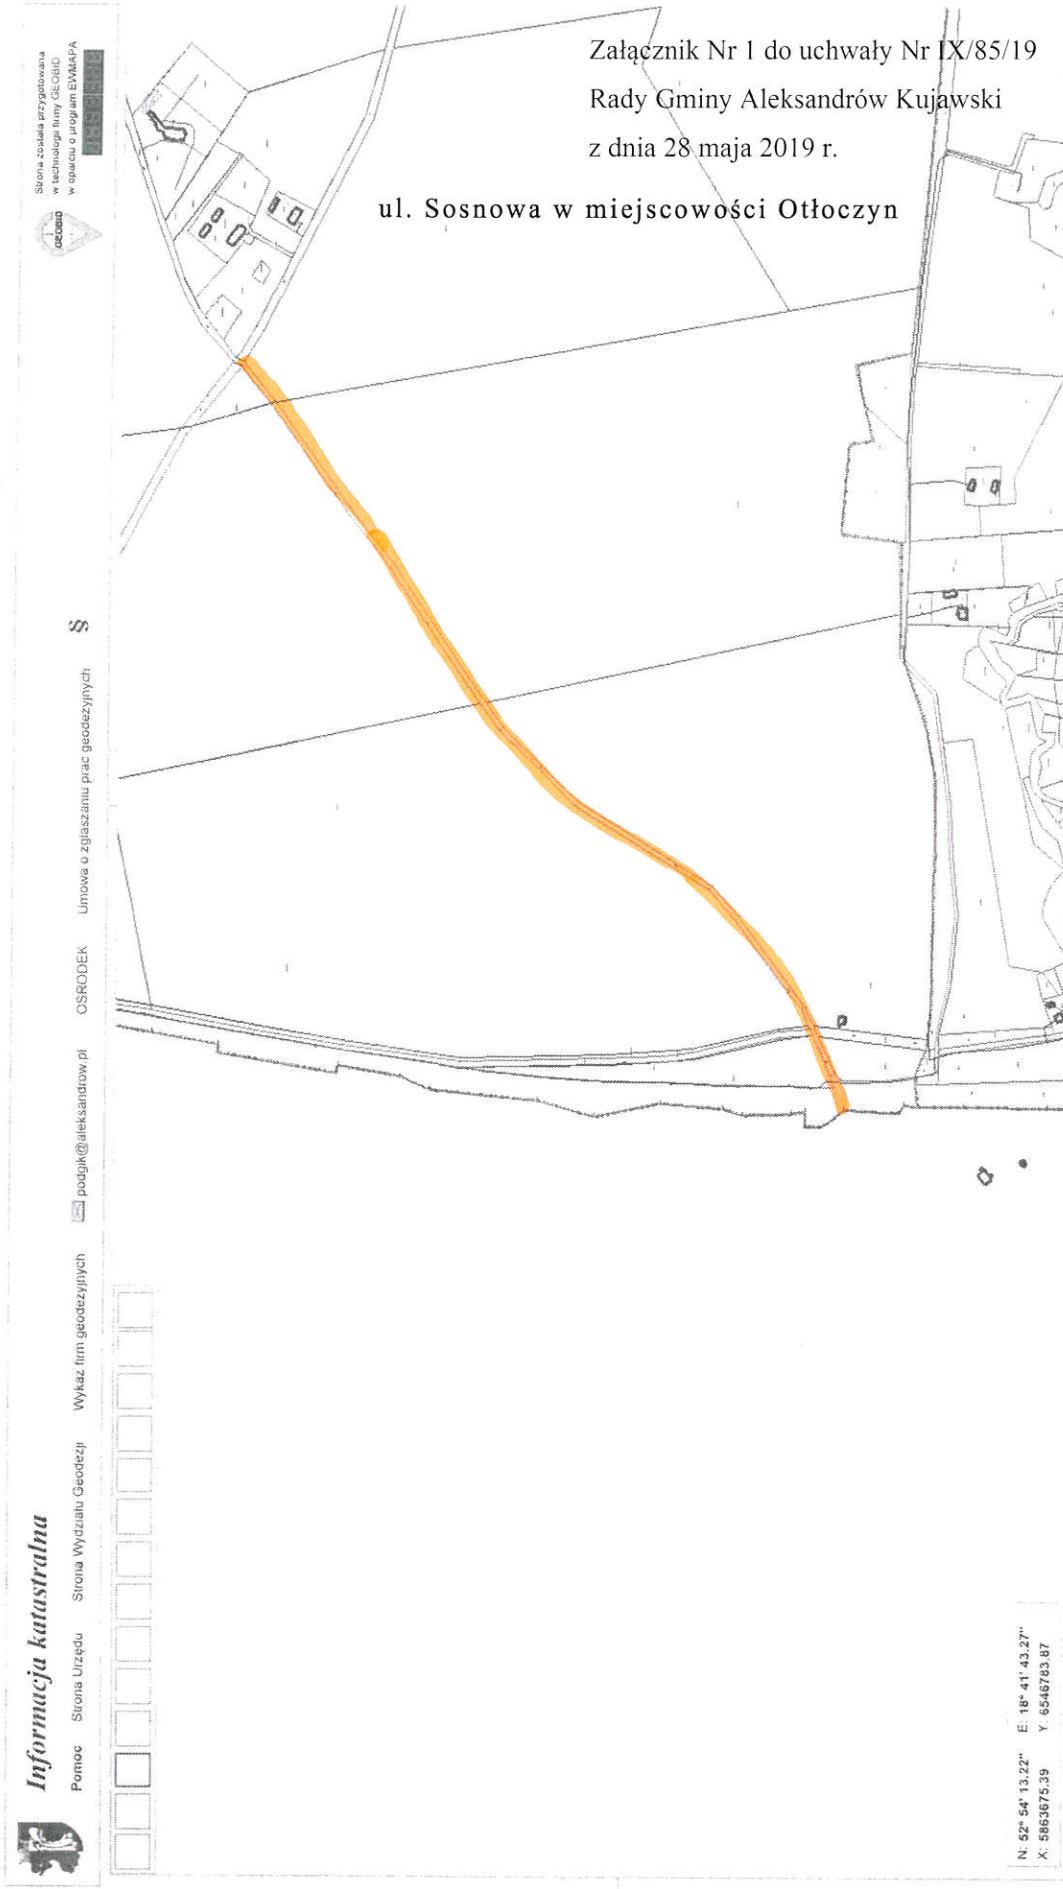 Załącznik Nr 1 do uchwały Nr IX/85/19
Rady Gminy Aleksandrów Kujawski
z dnia 28 maja 2019 r.
ul. Sosnowa w miejscowości Otłoczyn
Informacja katastralna
GEOBID
Strona została przygotowana
w technologii firmy GEOBID
w oparciu o program EWMAPA
Pomoc Strona Urzędu Strona Wydziału Geodezji Wykaz firm geodezyjnych podgik@aleksandrow.pl OŚRODEK Umowa o zgłaszaniu prac geodezyjnych §
N: 52° 54' 13.22" E: 18° 41' 43.27"
X: 5863675.39 Y: 6546783.87